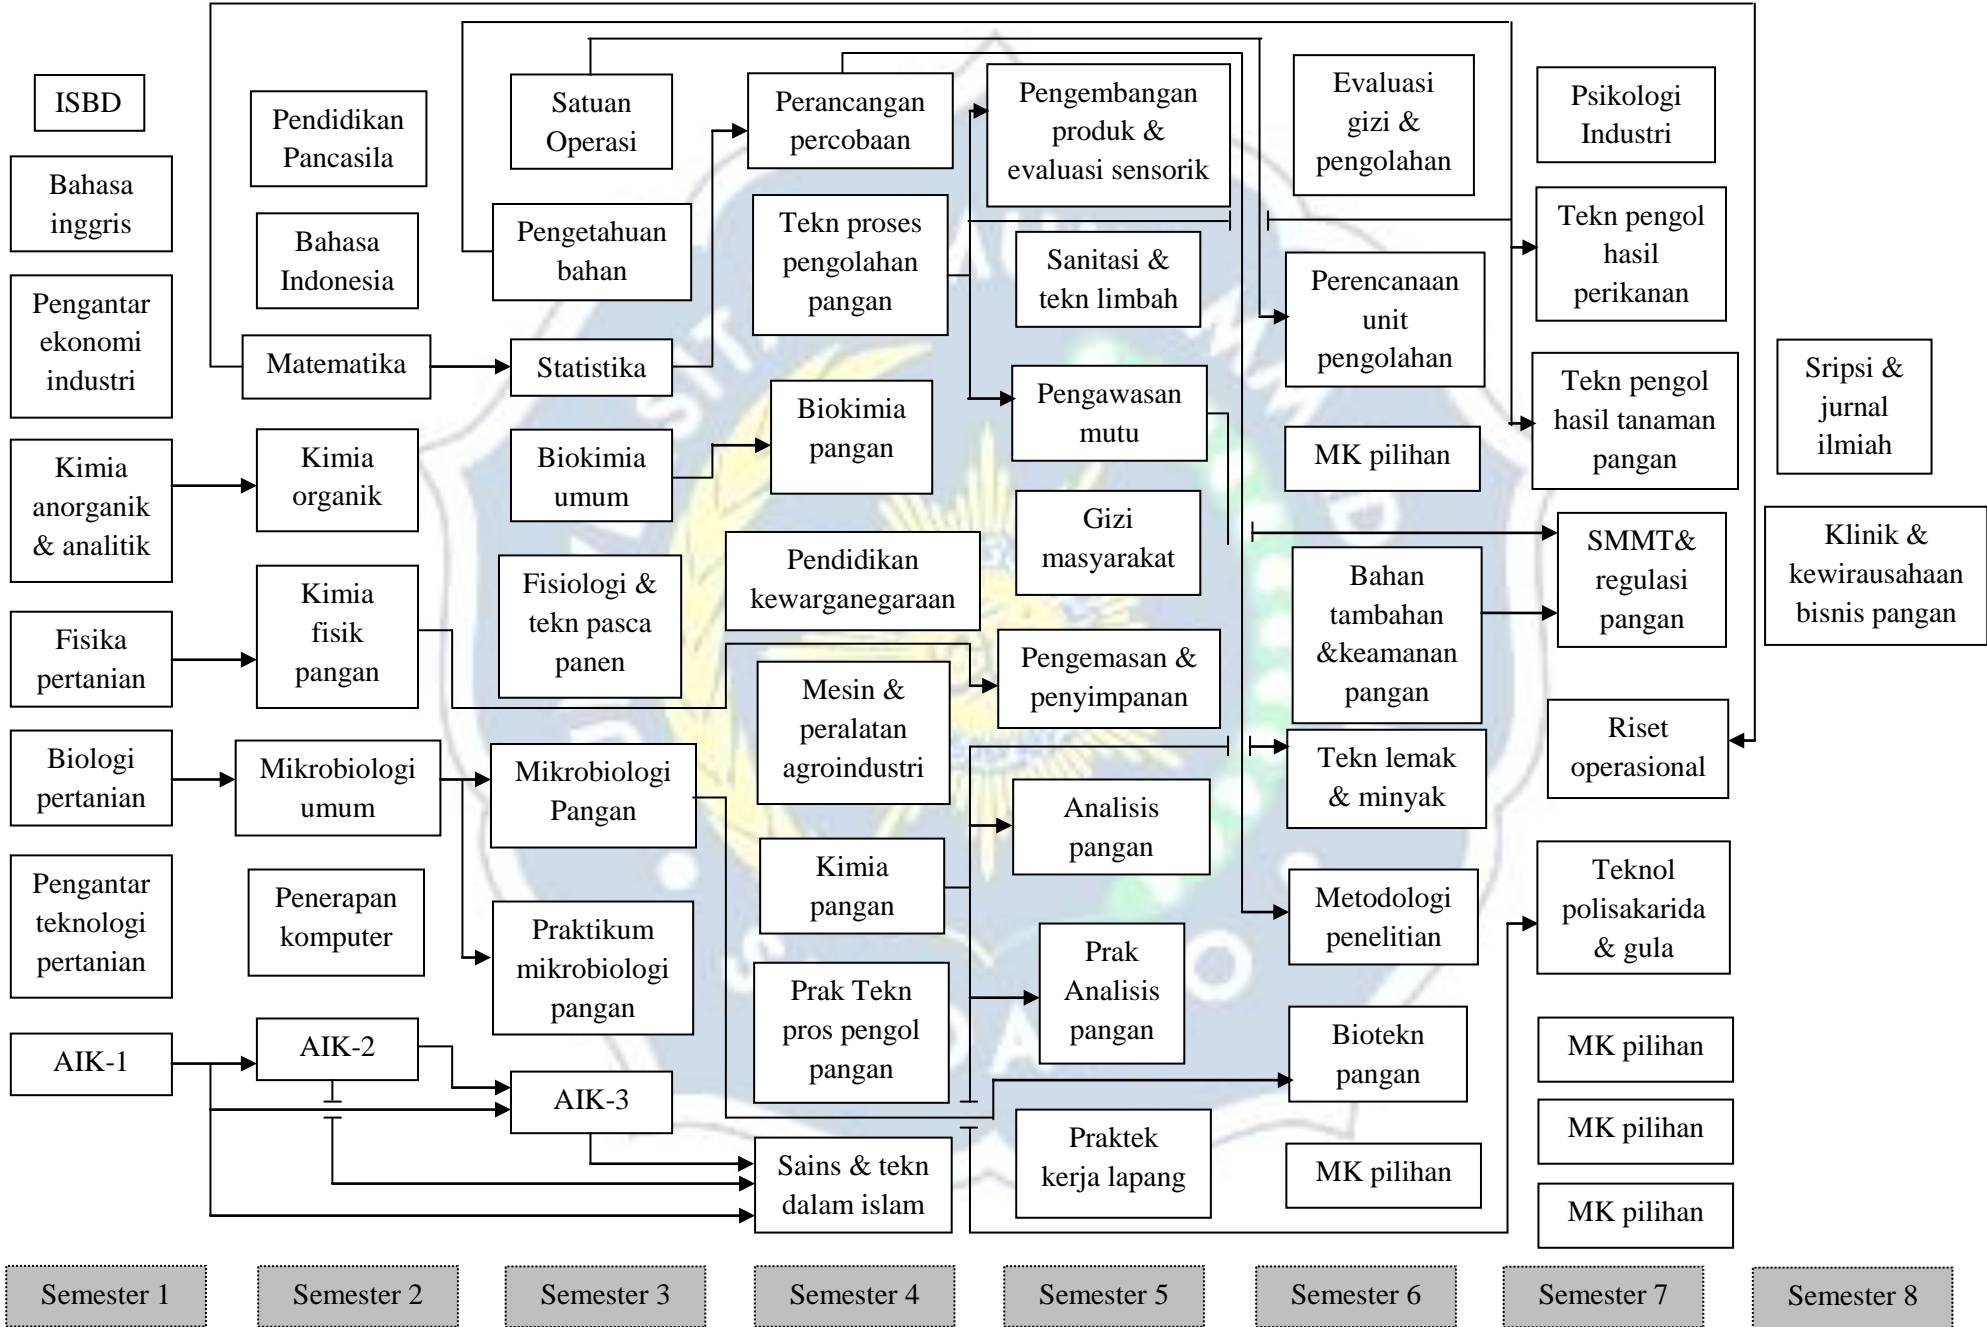 ISBD
Bahasa
inggris
Pengantar
ekonomi
industri
Kimia
anorganik
& analitik
Fisika
pertanian
Biologi
pertanian
Pengantar
teknologi
pertanian
AIK-1
Pendidikan
Pancasila
Bahasa
Indonesia
Matematika
Kimia
organik
Kimia
fisik
pangan
Mikrobiologi
umum
Penerapan
komputer
AIK-2
Satuan
Operasi
Pengetahuan
bahan
Statistika
Biokimia
umum
Fisiologi &
tekn pasca
panen
Mikrobiologi
Pangan
Praktikum
mikrobiologi
pangan
AIK-3
Perancangan
percobaan
Tekn proses
pengolahan
pangan
Biokimia
pangan
Pendidikan
kewarganegaraan
Mesin &
peralatan
agroindustri
Kimia
pangan
Prak Tekn
pros pengol
pangan
Sains & tekn
dalam islam
Pengembangan
produk &
evaluasi sensorik
Sanitasi &
tekn limbah
Pengawasan
mutu
Gizi
masyarakat
Pengemasan &
penyimpanan
Analisis
pangan
Prak
Analisis
pangan
Praktek
kerja lapang
Evaluasi
gizi &
pengolahan
Perencanaan
unit
pengolahan
MK pilihan
Bahan
tambahan
&keamanan
pangan
Tekn lemak
& minyak
Metodologi
penelitian
Biotekn
pangan
MK pilihan
Psikologi
Industri
Tekn pengol
hasil
perikanan
Tekn pengol
hasil tanaman
pangan
SMMT&
regulasi
pangan
Riset
operasional
Teknol
polisakarida
& gula
MK pilihan
MK pilihan
MK pilihan
Sripsi &
jurnal
ilmiah
Klinik &
kewirausahaan
bisnis pangan
Semester 1
Semester 2
Semester 3
Semester 4
Semester 5
Semester 6
Semester 7
Semester 8